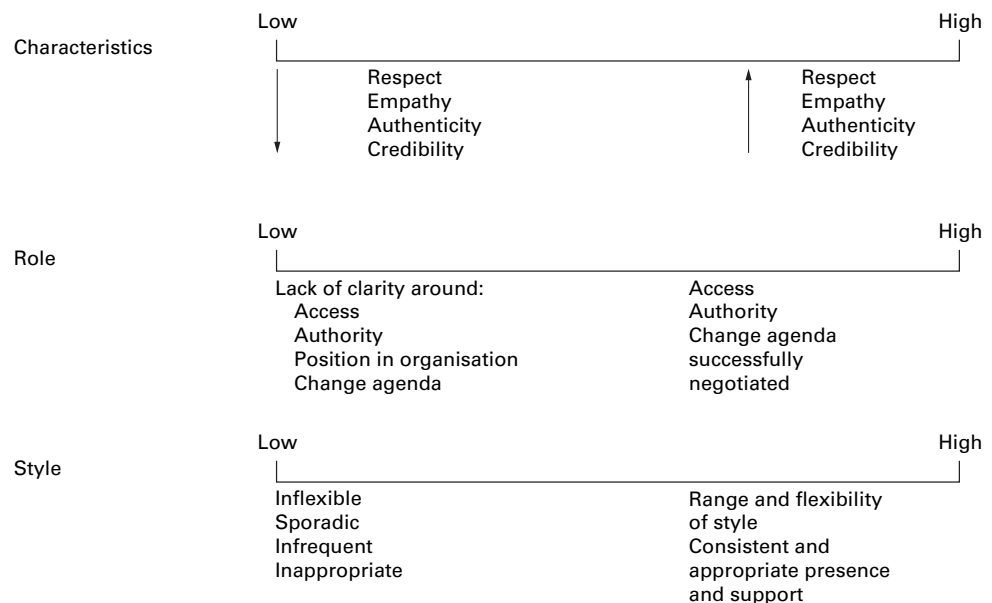 Low High
Characteristics
Respect Respect
Empathy Empathy
Authenticity Authenticity
Credibility Credibility
Low High
Role
Lack of clarity around: Access
Access Authority
Authority Change agenda
Position in organisation successfully
Change agenda negotiated
Low High
Style
Inflexible Range and flexibility
Sporadic of style
Infrequent Consistent and
Inappropriate appropriate presence
and support